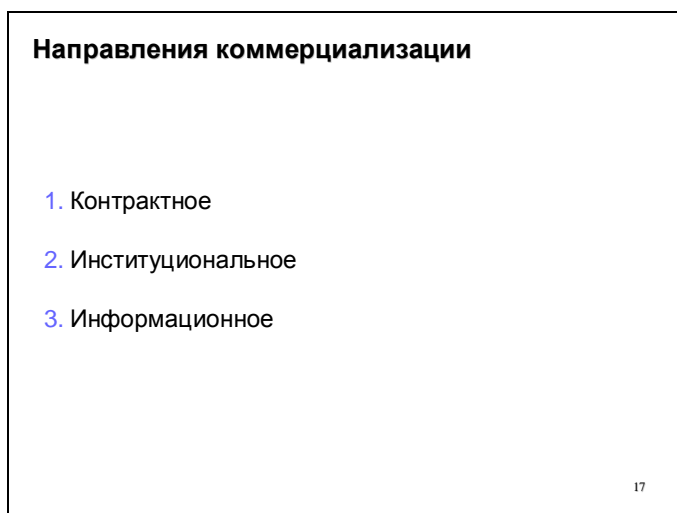 Направления коммерциализации
1. Контрактное
2. Институциональное
3. Информационное
17